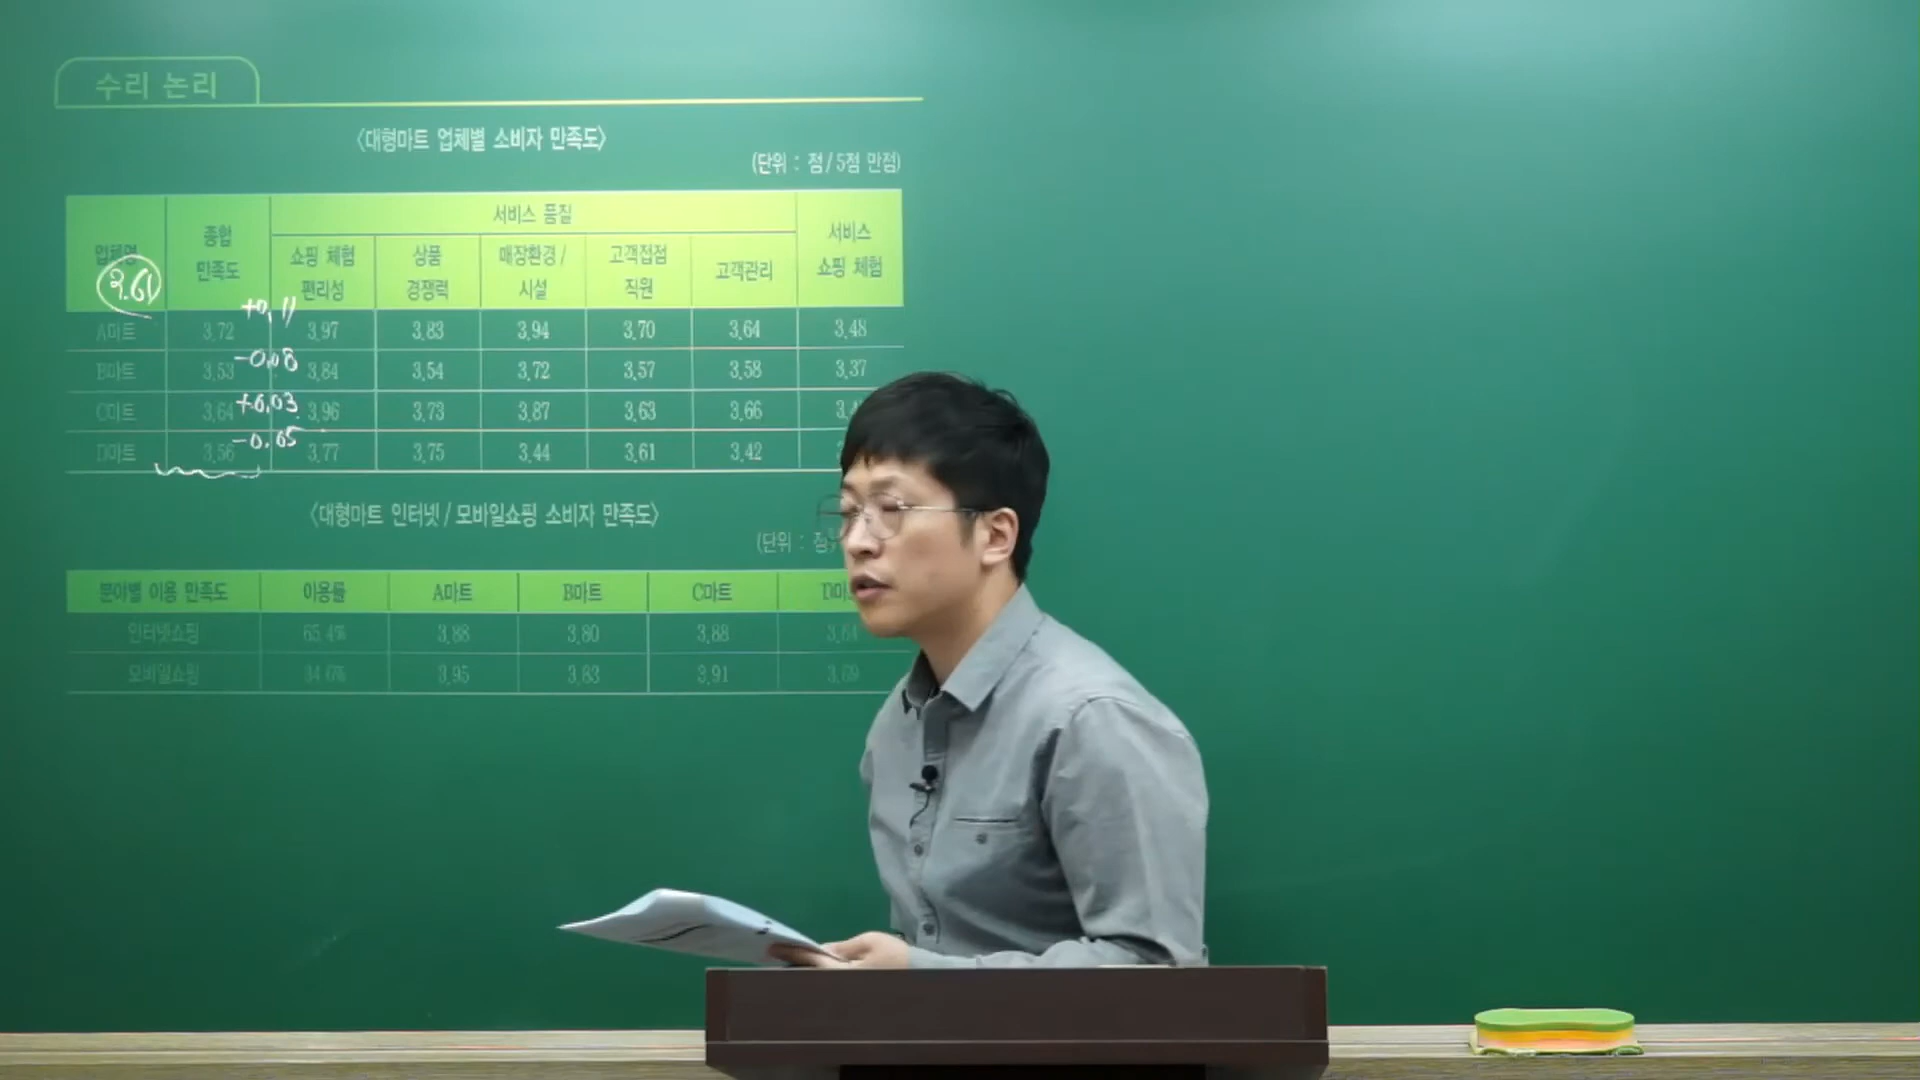 수리 논리
〈대형마트 업체별 소비자 만족도〉
(단위 : 점/5점 만점)
업체명 종합 만족도 서비스 품질 서비스 쇼핑 체험
쇼핑 체험 편리성 상품 경쟁력 매장환경/시설 고객접점 직원 고객관리
3.61
+0.11
A마트 3.72 3.97 3.83 3.94 3.70 3.64 3.48
-0.08
B마트 3.53 3.84 3.54 3.72 3.57 3.58 3.37
+0.03
C마트 3.64 3.96 3.73 3.87 3.63 3.66
-0.05
D마트 3.56 3.77 3.75 3.44 3.61 3.42
〈대형마트 인터넷/모바일쇼핑 소비자 만족도〉
(단위 : 점
분야별 이용 만족도 이용률 A마트 B마트 C마트
인터넷쇼핑 65.4% 3.88 3.80 3.88 3.64
모바일쇼핑 34.6% 3.95 3.83 3.91 3.69